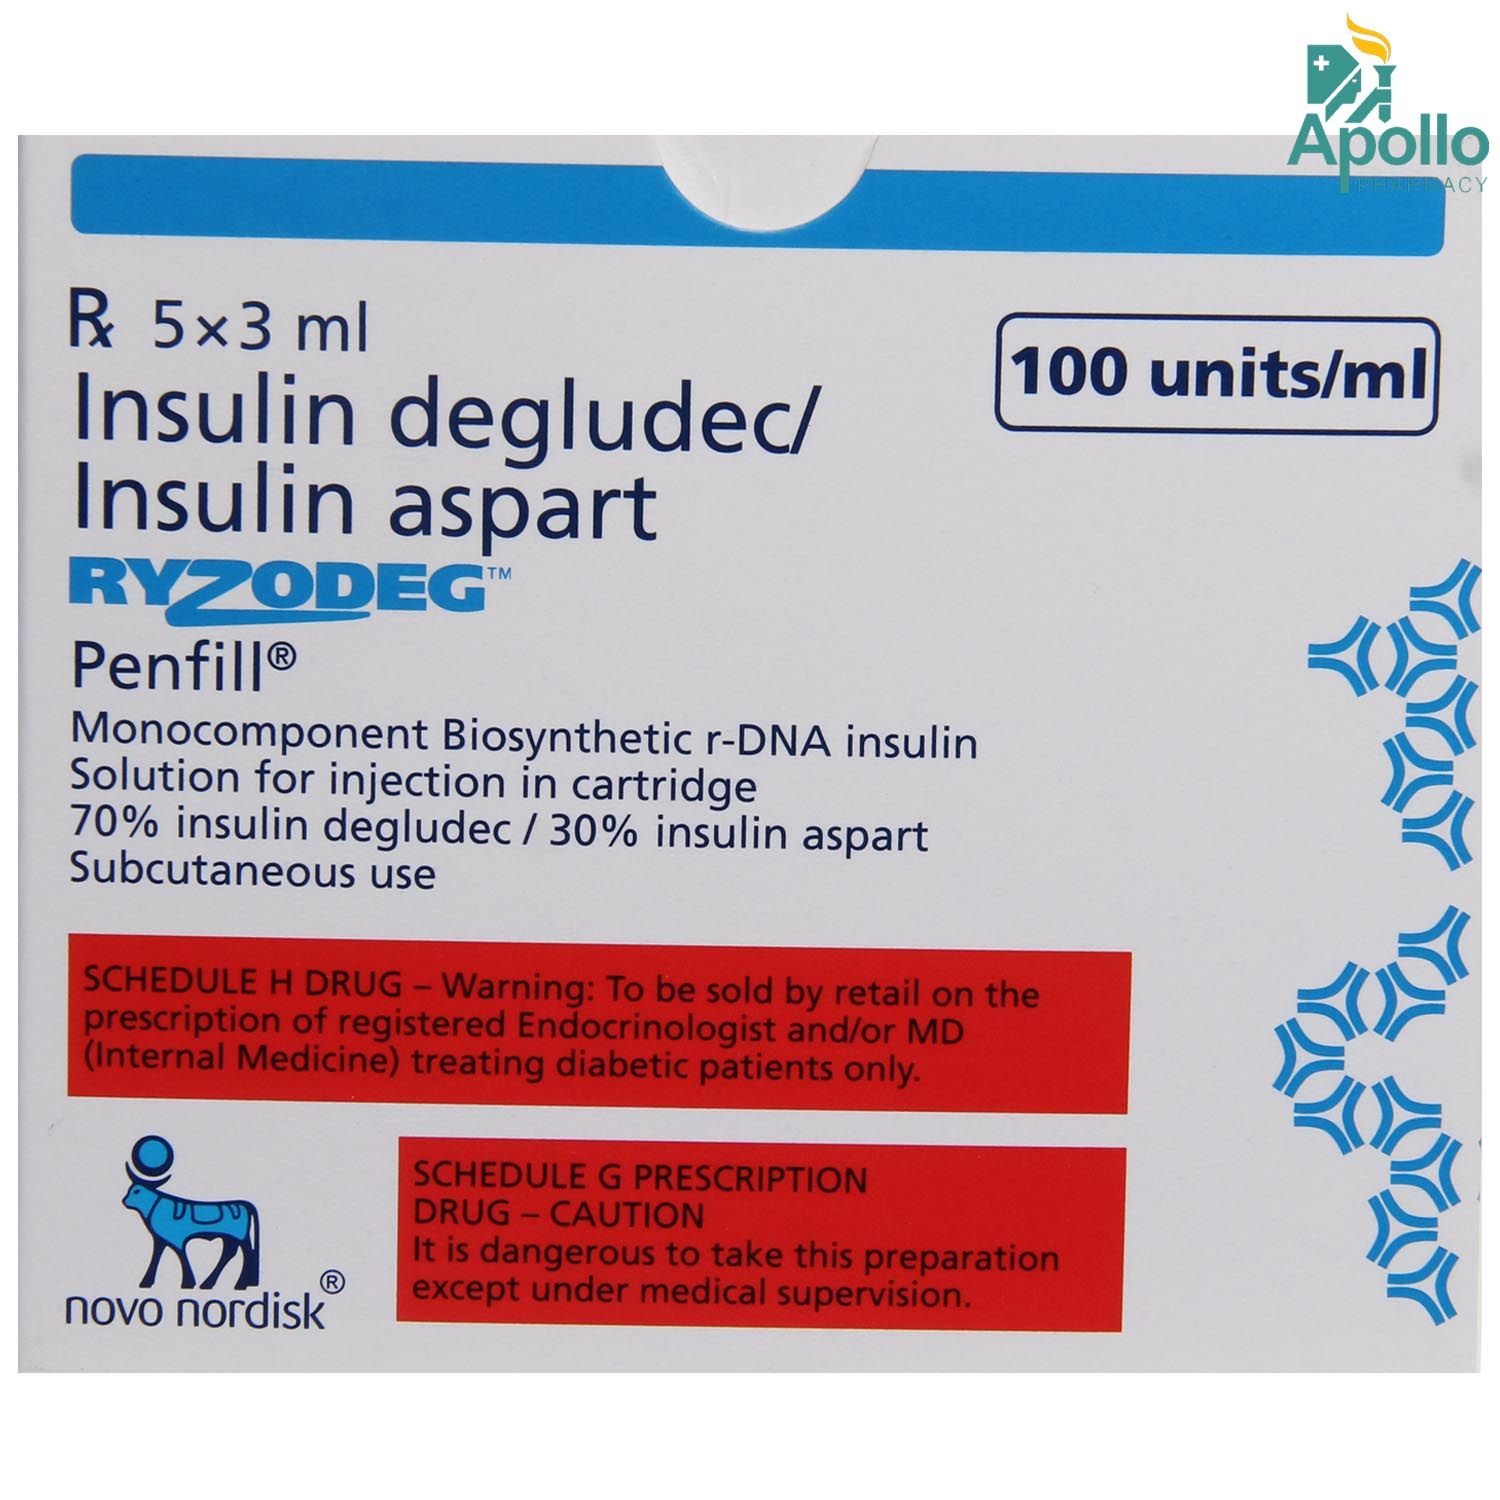 Apollo
PHARMACY
Rx 5×3 ml
100 units/ml
Insulin degludec/
Insulin aspart
RYZODEG™
Penfill®
Monocomponent Biosynthetic r-DNA insulin
Solution for injection in cartridge
70% insulin degludec / 30% insulin aspart
Subcutaneous use
SCHEDULE H DRUG – Warning: To be sold by retail on the
prescription of registered Endocrinologist and/or MD
(Internal Medicine) treating diabetic patients only.
SCHEDULE G PRESCRIPTION
DRUG – CAUTION
It is dangerous to take this preparation
except under medical supervision.
novo nordisk®